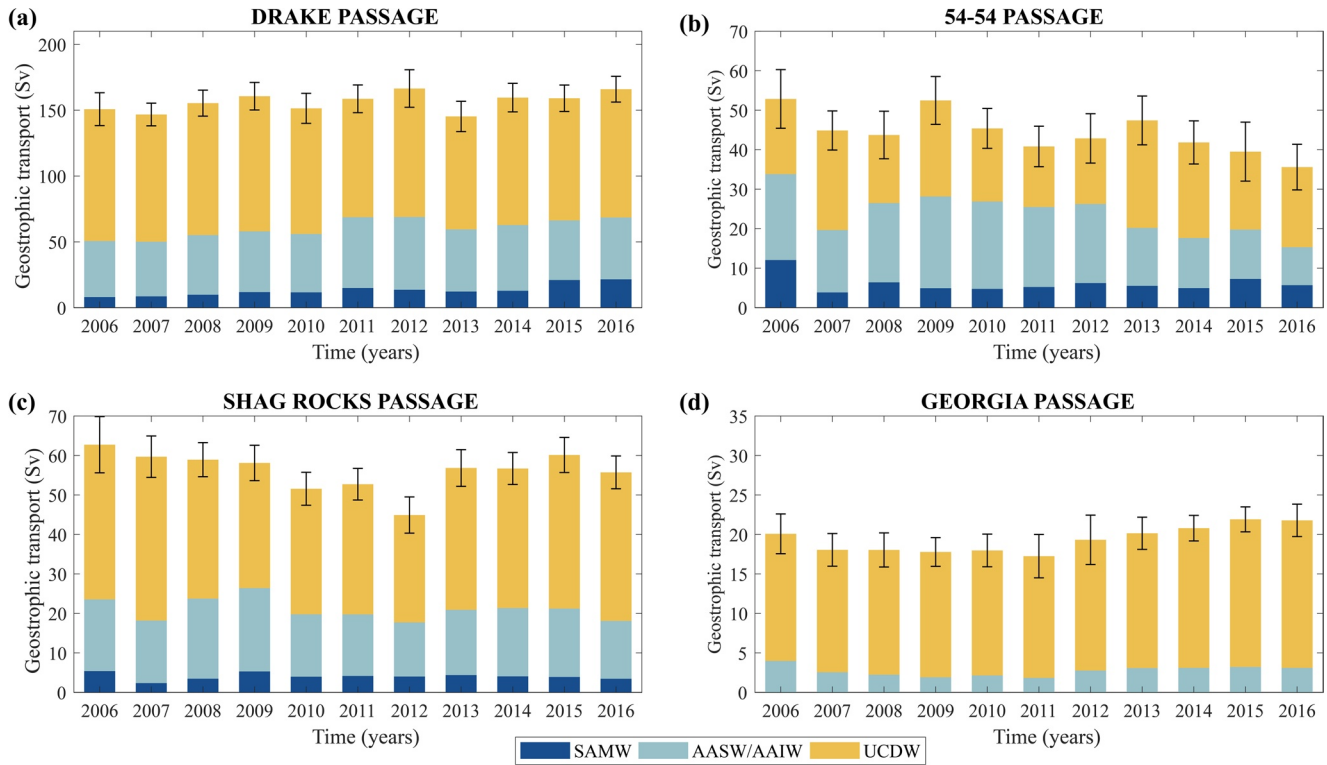 (a)
DRAKE PASSAGE
Geostrophic transport (Sv)
200
150
100
50
0
2006 2007 2008 2009 2010 2011 2012 2013 2014 2015 2016
Time (years)
(b)
54-54 PASSAGE
Geostrophic transport (Sv)
70
60
50
40
30
20
10
0
2006 2007 2008 2009 2010 2011 2012 2013 2014 2015 2016
Time (years)
(c)
SHAG ROCKS PASSAGE
Geostrophic transport (Sv)
70
60
50
40
30
20
10
0
2006 2007 2008 2009 2010 2011 2012 2013 2014 2015 2016
Time (years)
(d)
GEORGIA PASSAGE
Geostrophic transport (Sv)
35
30
25
20
15
10
5
0
2006 2007 2008 2009 2010 2011 2012 2013 2014 2015 2016
Time (years)
SAMW AASW/AAIW UCDW